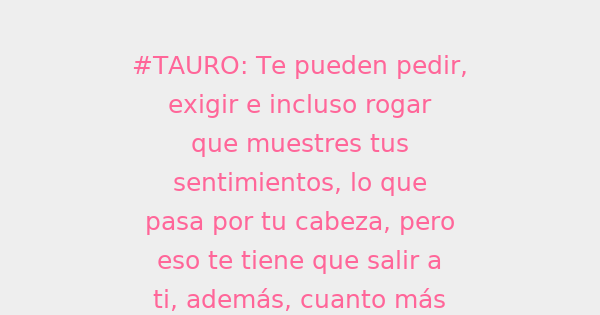 #TAURO: Te pueden pedir,
exigir e incluso rogar
que muestres tus
sentimientos, lo que
pasa por tu cabeza, pero
eso te tiene que salir a
ti, además, cuanto más